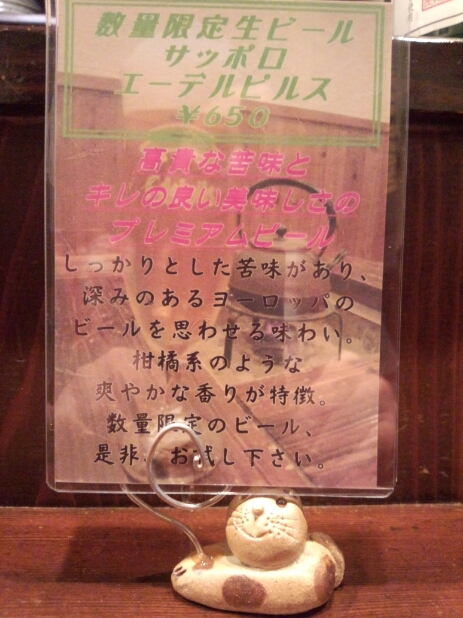 数量限定生ビール
サッポロ
エーデルピルス
¥650
高貴な苦味と
キレの良い美味しさの
プレミアムビール
しっかりとした苦味があり、
深みのあるヨーロッパの
ビールを思わせる味わい。
柑橘系のような
爽やかな香りが特徴。
数量限定のビール、
是非、お試し下さい。